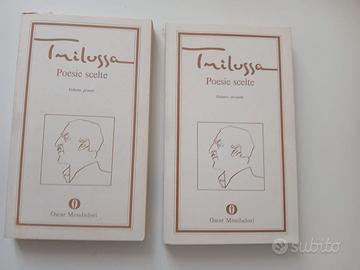 Trilussa
Poesie scelte
Volume primo
Oscar Mondadori
Trilussa
Poesie scelte
Volume secondo
Oscar Mondadori
subito